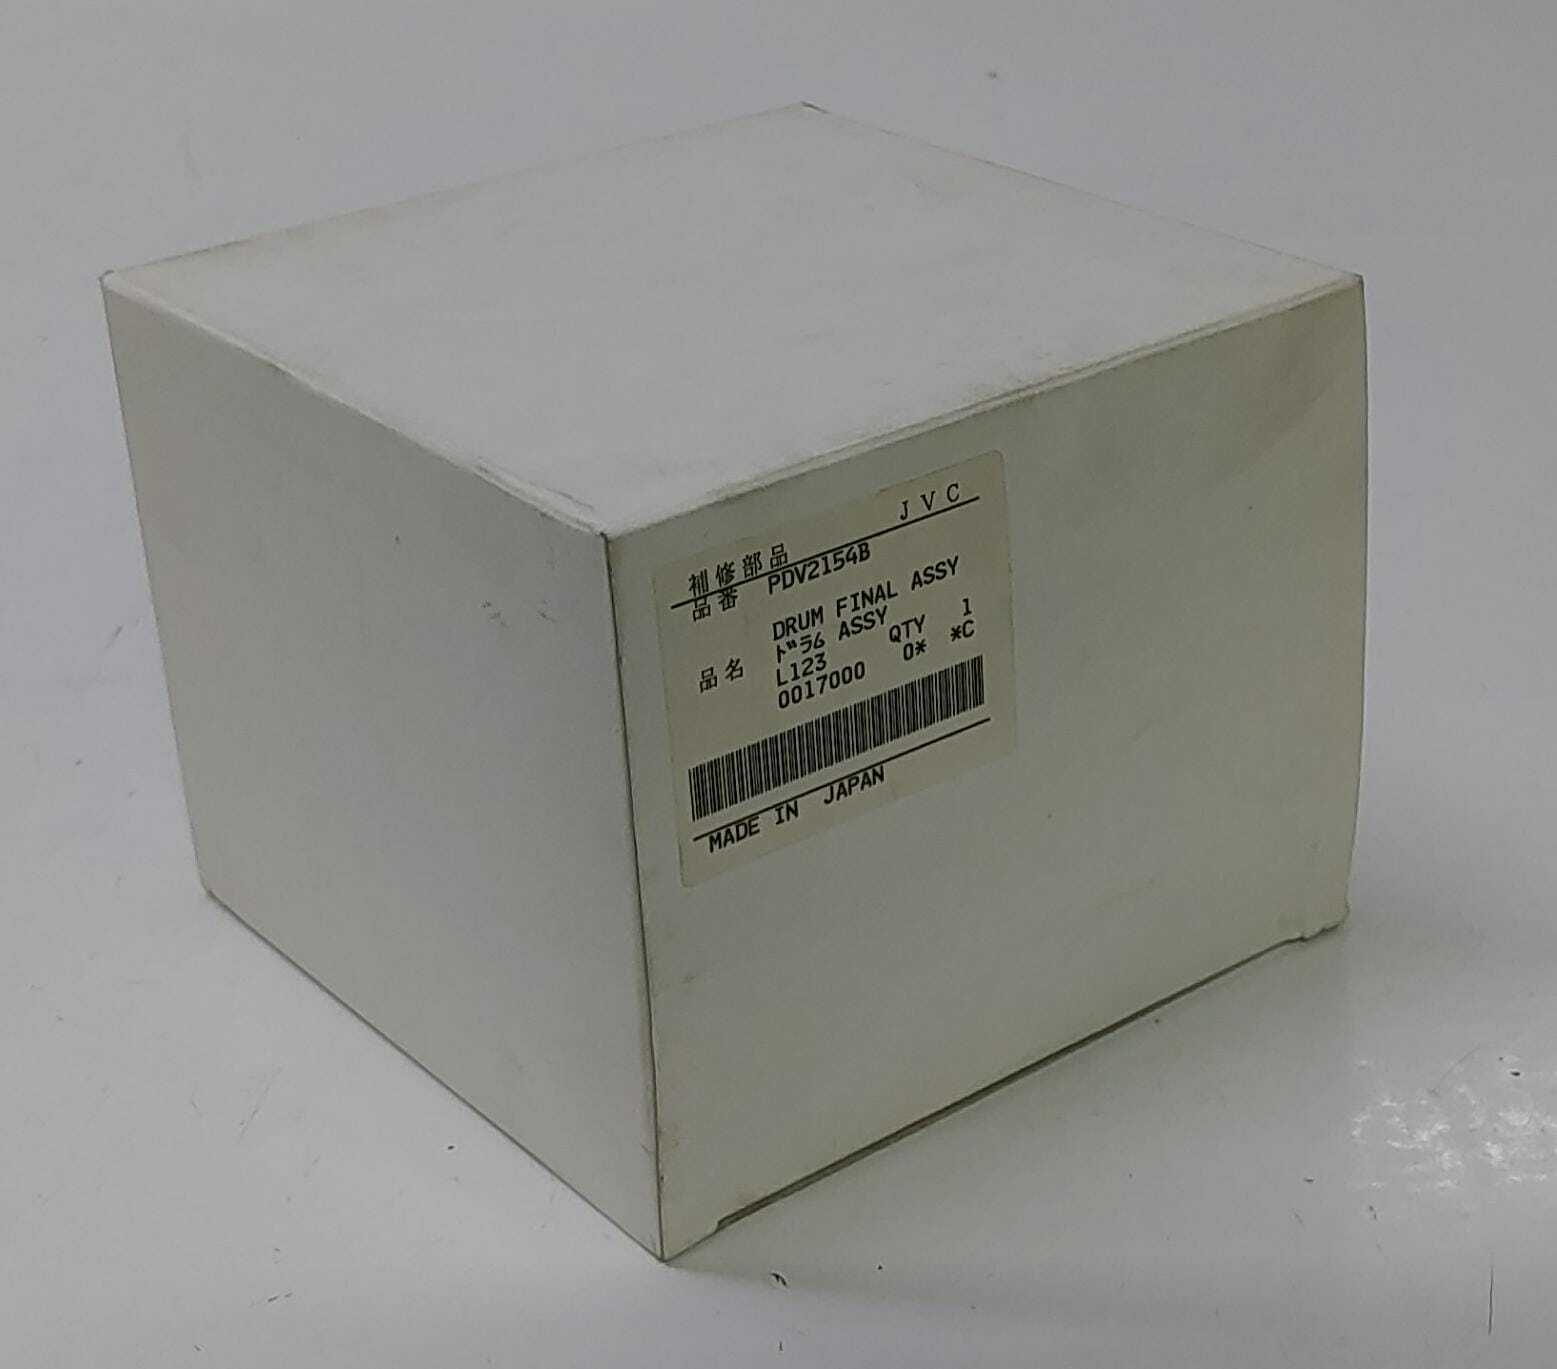 補修部品 JVC
品番 PDV2154B
DRUM FINAL ASSY
品名 ドラム ASSY
L123 QTY 1
0017000 0* *C
MADE IN JAPAN